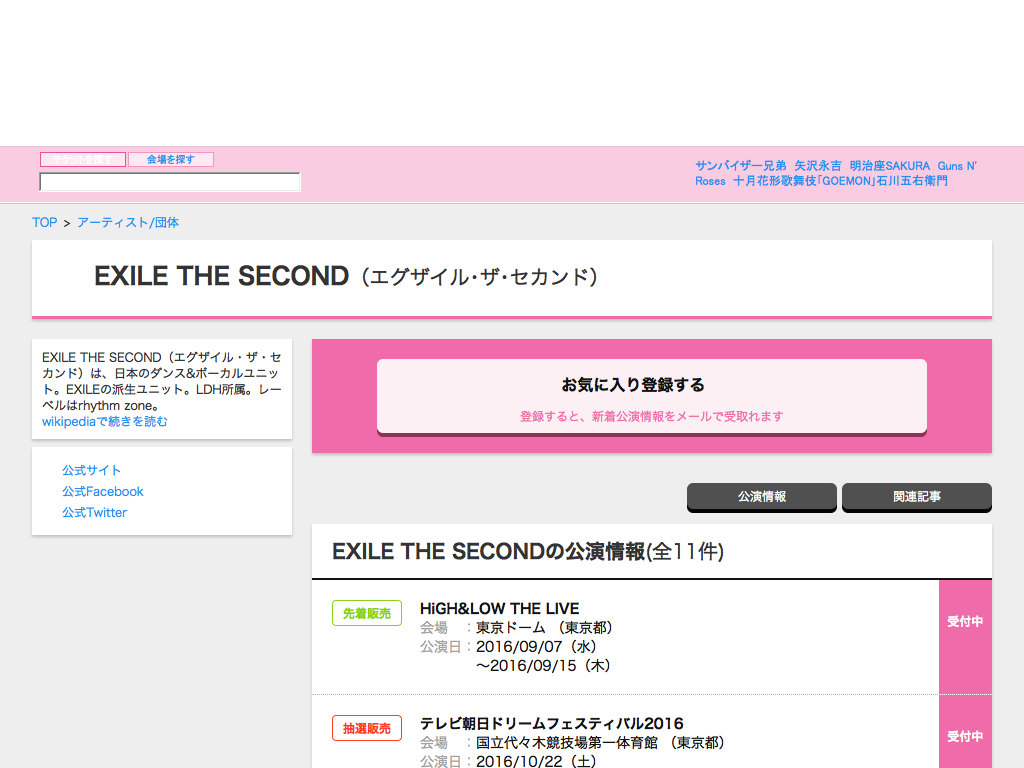 チケットを探す 会場を探す
サンバイザー兄弟 矢沢永吉 明治座SAKURA Guns N'
Roses 十月花形歌舞伎「GOEMON」石川五右衛門
TOP > アーティスト/団体
EXILE THE SECOND（エグザイル・ザ・セカンド）
EXILE THE SECOND（エグザイル・ザ・セ
カンド）は、日本のダンス&ボーカルユニッ
ト。EXILEの派生ユニット。LDH所属。レー
ベルはrhythm zone。
wikipediaで続きを読む
公式サイト
公式Facebook
公式Twitter
お気に入り登録する
登録すると、新着公演情報をメールで受取れます
公演情報 関連記事
EXILE THE SECONDの公演情報(全11件)
先着販売
HiGH&LOW THE LIVE
会場 ：東京ドーム （東京都）
公演日：2016/09/07（水）
～2016/09/15（木）
受付中
抽選販売
テレビ朝日ドリームフェスティバル2016
会場 ：国立代々木競技場第一体育館 （東京都）
公演日：2016/10/22（土）
受付中